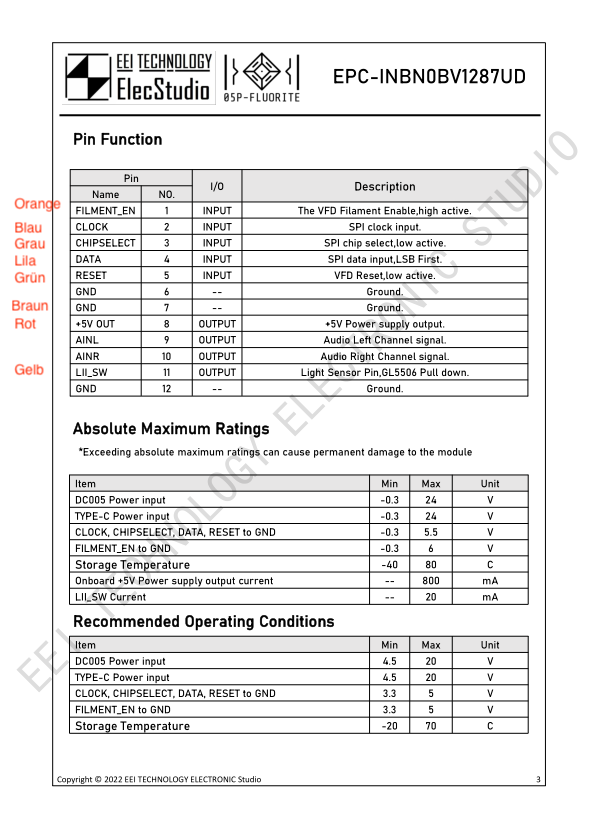 EEI TECHNOLOGY
ElecStudio
05P-FLUORITE
EPC-INBN0BV1287UD
Pin Function
Pin I/O Description
Name NO.
Orange FILMENT_EN 1 INPUT The VFD Filament Enable,high active.
Blau CLOCK 2 INPUT SPI clock input.
Grau CHIPSELECT 3 INPUT SPI chip select,low active.
Lila DATA 4 INPUT SPI data input,LSB First.
Grün RESET 5 INPUT VFD Reset,low active.
GND 6 -- Ground.
Braun GND 7 -- Ground.
Rot +5V OUT 8 OUTPUT +5V Power supply output.
AINL 9 OUTPUT Audio Left Channel signal.
AINR 10 OUTPUT Audio Right Channel signal.
Gelb LII_SW 11 OUTPUT Light Sensor Pin,GL5506 Pull down.
GND 12 -- Ground.
Absolute Maximum Ratings
*Exceeding absolute maximum ratings can cause permanent damage to the module
Item Min Max Unit
DC005 Power input -0.3 24 V
TYPE-C Power input -0.3 24 V
CLOCK, CHIPSELECT, DATA, RESET to GND -0.3 5.5 V
FILMENT_EN to GND -0.3 6 V
Storage Temperature -40 80 C
Onboard +5V Power supply output current -- 800 mA
LII_SW Current -- 20 mA
Recommended Operating Conditions
Item Min Max Unit
DC005 Power input 4.5 20 V
TYPE-C Power input 4.5 20 V
CLOCK, CHIPSELECT, DATA, RESET to GND 3.3 5 V
FILMENT_EN to GND 3.3 5 V
Storage Temperature -20 70 C
EEI TECHNOLOGY ELECTRONIC STUDIO
Copyright © 2022 EEI TECHNOLOGY ELECTRONIC Studio 3